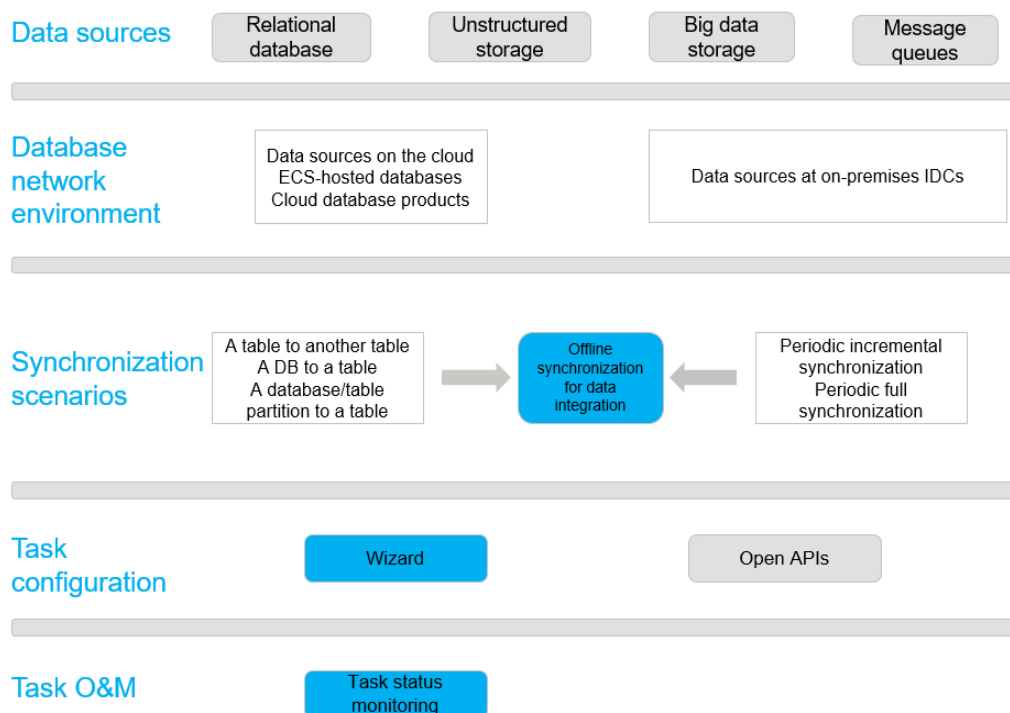 Data sources
Relational
database
Unstructured
storage
Big data
storage
Message
queues
Database
network
environment
Data sources on the cloud
ECS-hosted databases
Cloud database products
Data sources at on-premises IDCs
Synchronization
scenarios
A table to another table
A DB to a table
A database/table
partition to a table
Offline
synchronization
for data
integration
Periodic incremental
synchronization
Periodic full
synchronization
Task
configuration
Wizard
Open APIs
Task O&M
Task status
monitoring